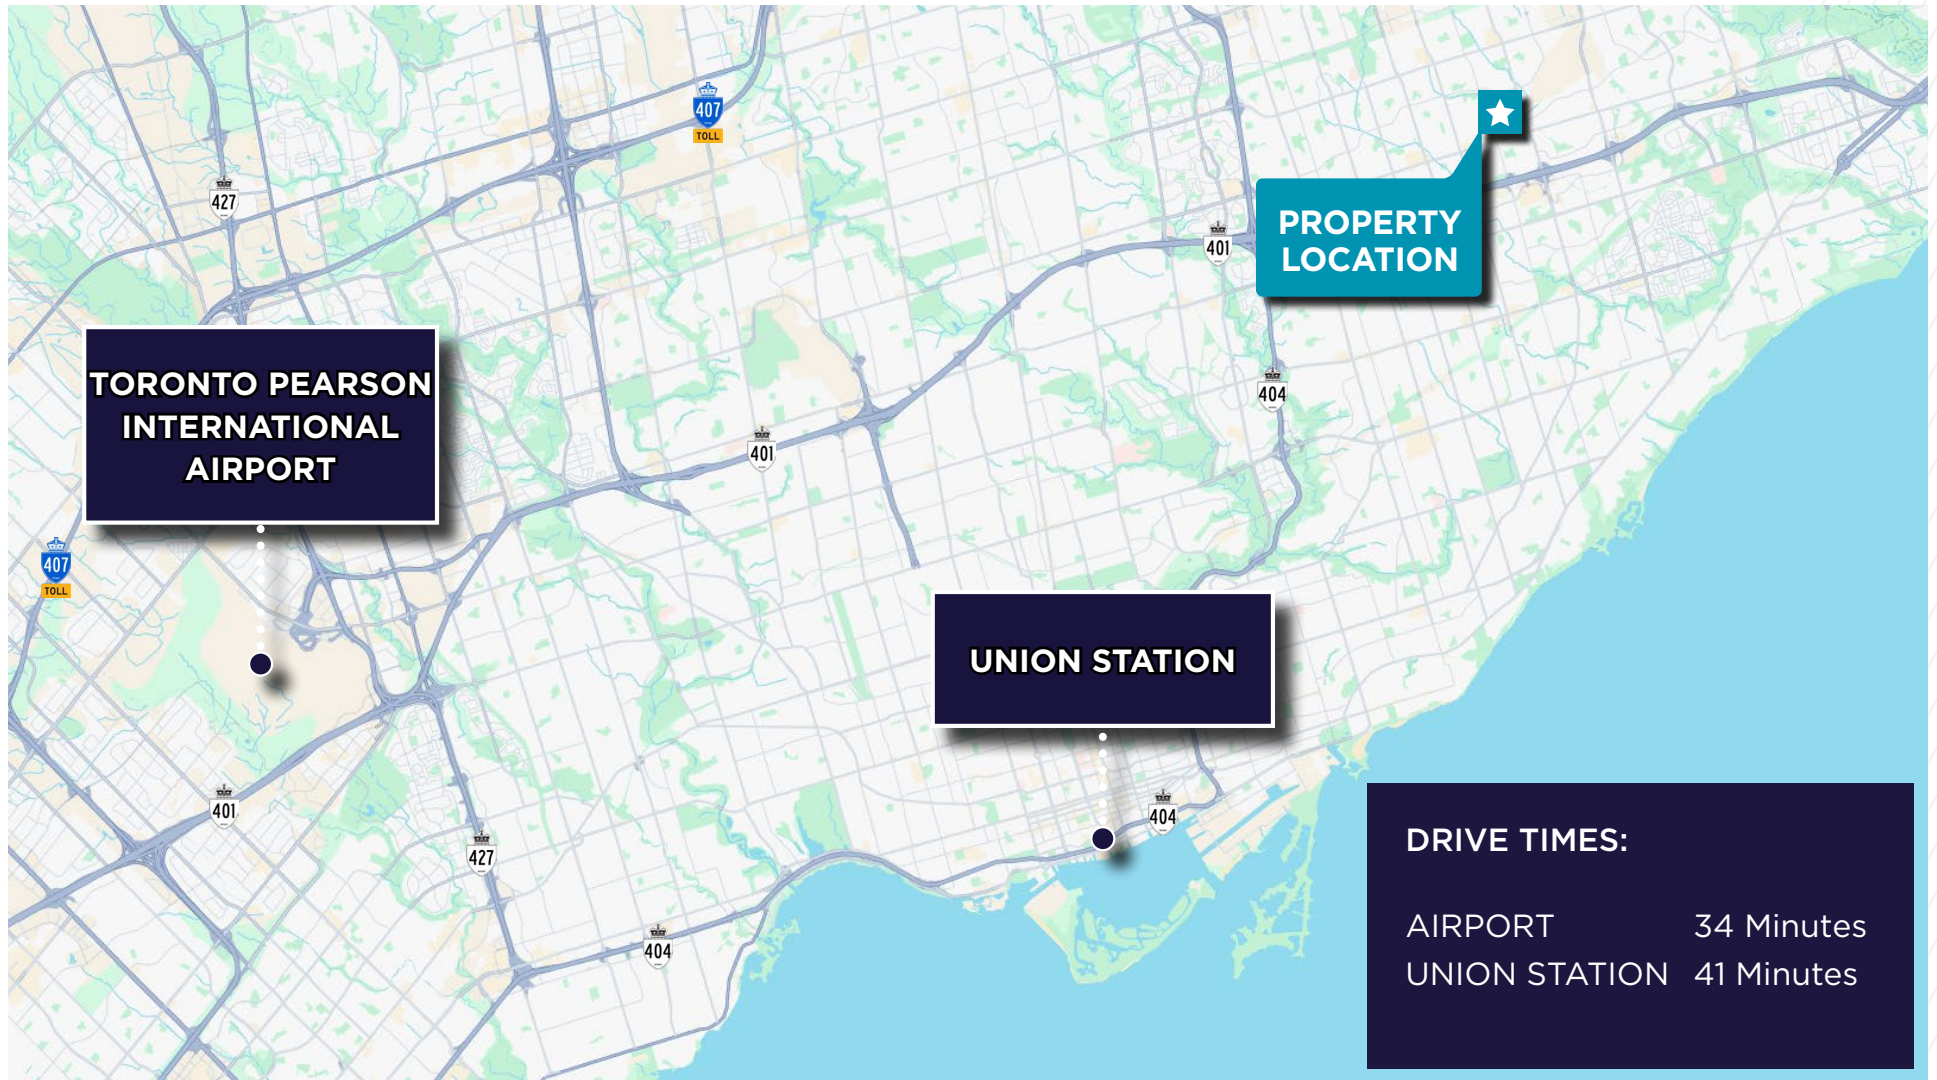 407
TOLL
427
PROPERTY
LOCATION
401
TORONTO PEARSON
INTERNATIONAL
AIRPORT
404
401
407
TOLL
UNION STATION
401
404
427
404
DRIVE TIMES:
AIRPORT 34 Minutes
UNION STATION 41 Minutes